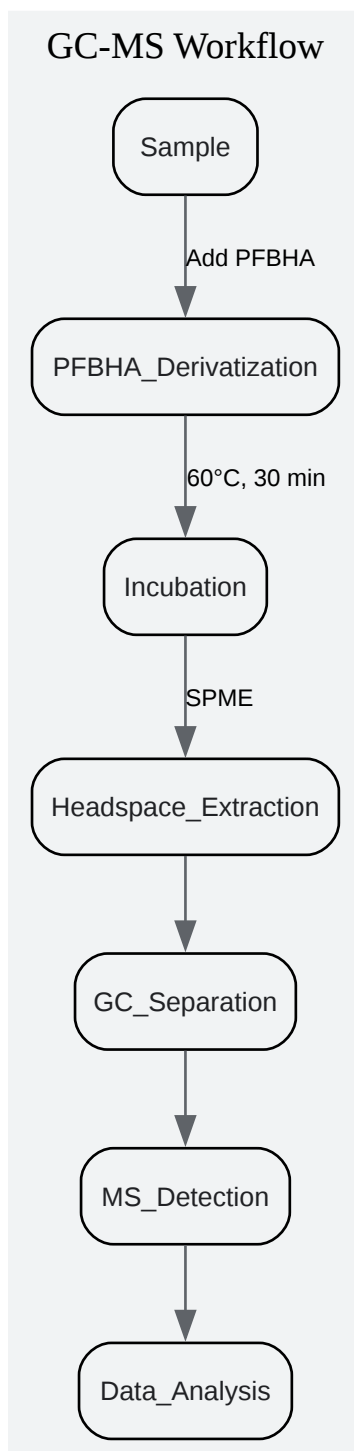 GC-MS Workflow
Sample
Add PFBHA
PFBHA_Derivatization
60°C, 30 min
Incubation
SPME
Headspace_Extraction
GC_Separation
MS_Detection
Data_Analysis